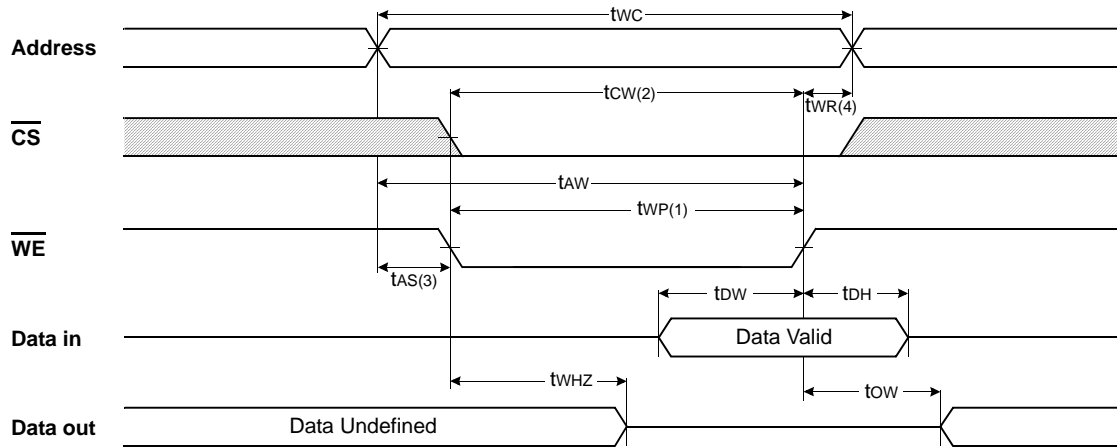 tWC
Address
tCW(2)
tWR(4)
CS
tAW
tWP(1)
WE
tAS(3)
tDW
tDH
Data in
Data Valid
tWHZ
tOW
Data out
Data Undefined